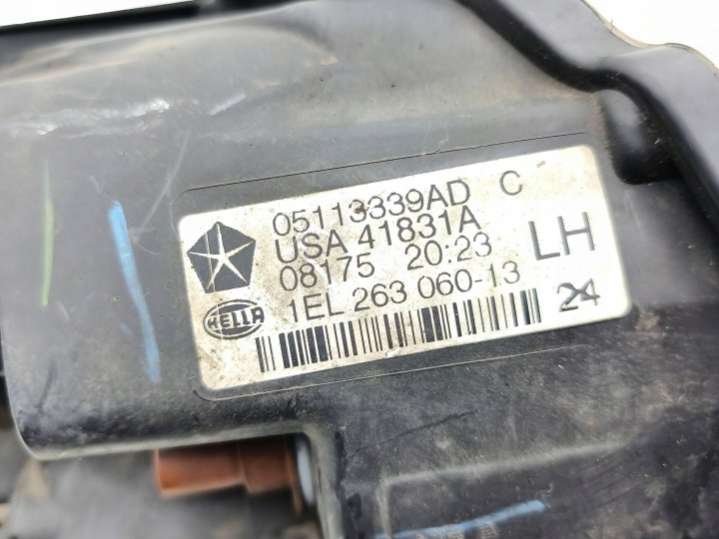 05113339AD C
USA 41831A
08175 20:23 LH
HELLA 1EL 263 060-13
24